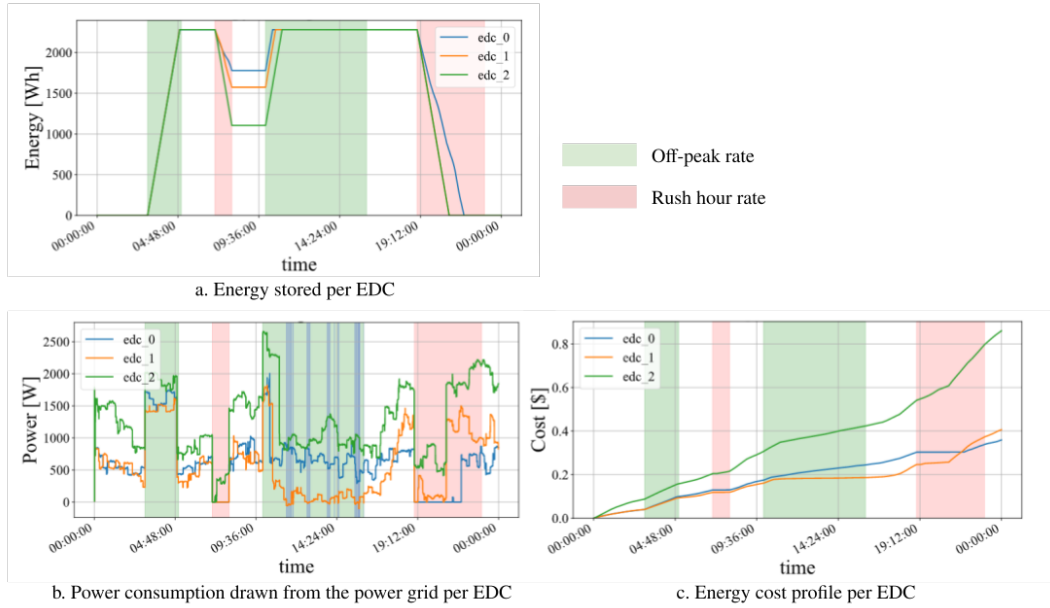 2000
1500
1000
500
0
Energy [Wh]
edc_0
edc_1
edc_2
00:00:00
04:48:00
09:36:00
14:24:00
19:12:00
00:00:00
time
a. Energy stored per EDC
Off-peak rate
Rush hour rate
2500
2000
1500
1000
500
0
Power [W]
edc_0
edc_1
edc_2
00:00:00
04:48:00
09:36:00
14:24:00
19:12:00
00:00:00
time
b. Power consumption drawn from the power grid per EDC
0.8
0.6
0.4
0.2
0.0
Cost [$]
edc_0
edc_1
edc_2
00:00:00
04:48:00
09:36:00
14:24:00
19:12:00
00:00:00
time
c. Energy cost profile per EDC